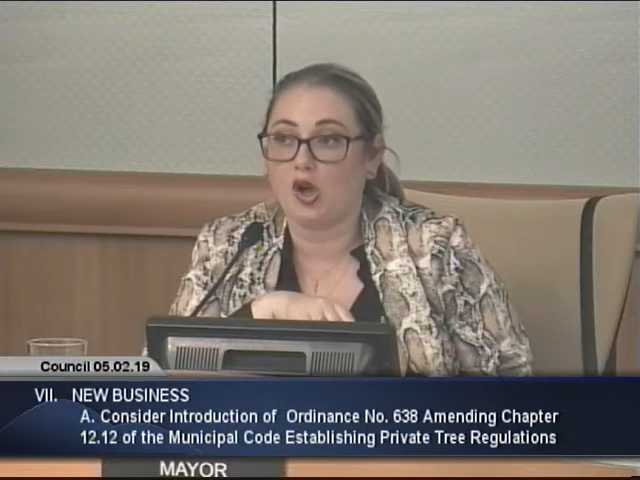 Council 05.02.19
VII. NEW BUSINESS
A. Consider Introduction of Ordinance No. 638 Amending Chapter
12.12 of the Municipal Code Establishing Private Tree Regulations
MAYOR